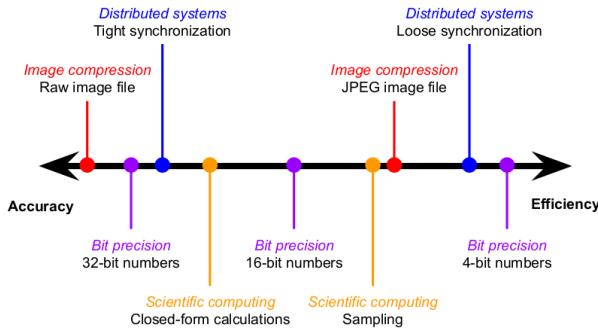 Distributed systems
Tight synchronization
Distributed systems
Loose synchronization
Image compression
Raw image file
Image compression
JPEG image file
Accuracy
Efficiency
Bit precision
32-bit numbers
Bit precision
16-bit numbers
Bit precision
4-bit numbers
Scientific computing
Closed-form calculations
Scientific computing
Sampling